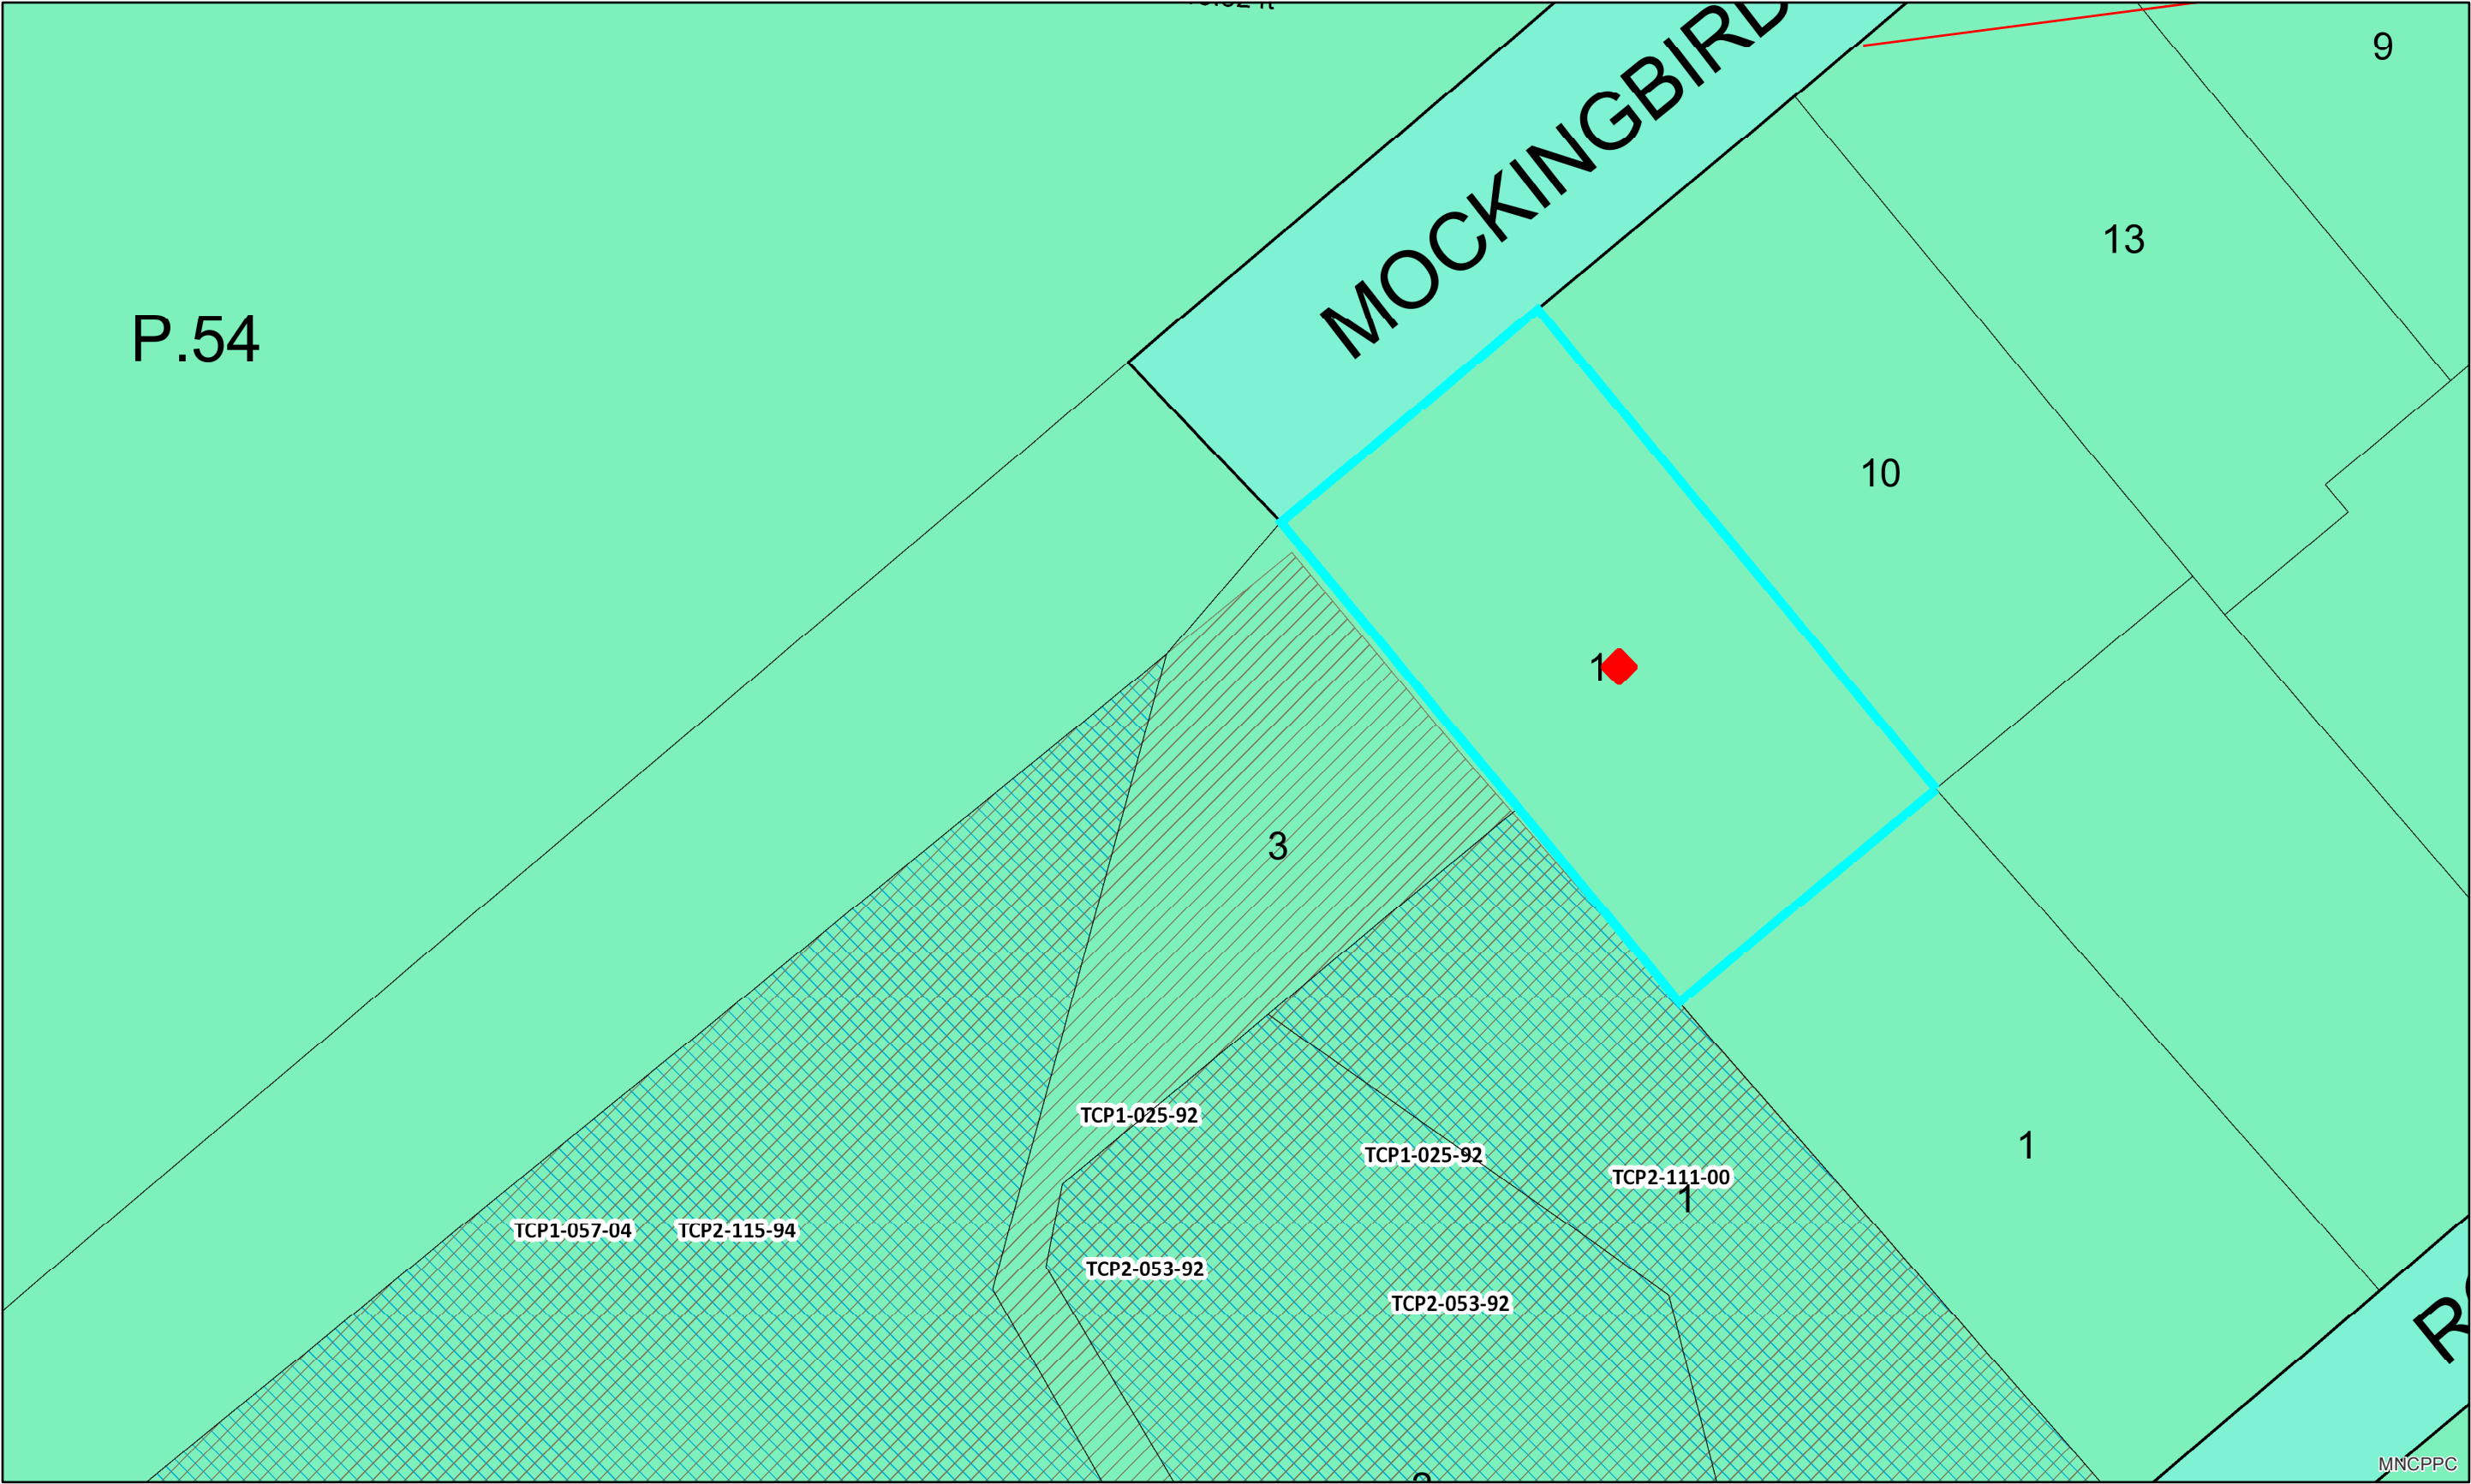 9
MOCKINGBIRD
13
P.54
10
1
3
TCP1-025-92
1
TCP1-025-92
TCP2-111-00
1
TCP1-057-04
TCP2-115-94
TCP2-053-92
TCP2-053-92
MNCPPC